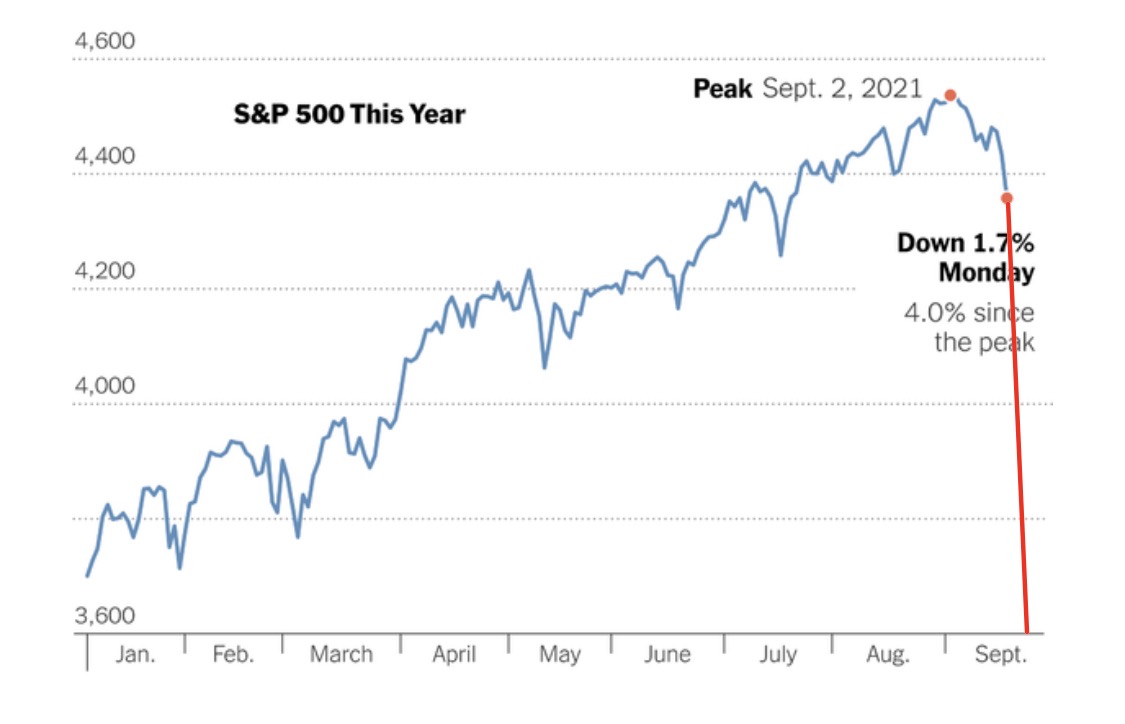 4,600
Peak Sept. 2, 2021
S&P 500 This Year
4,400
Down 1.7%
Monday
4,200
4.0% since
the peak
4,000
3,600
Jan. Feb. March April May June July Aug. Sept.